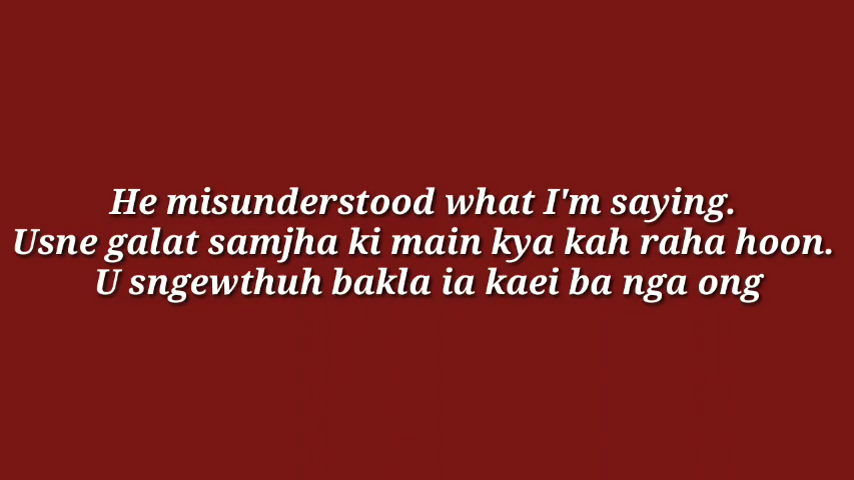 He misunderstood what I'm saying.
Usne galat samjha ki main kya kah raha hoon.
U sngewthuh bakla ia kaei ba nga ong